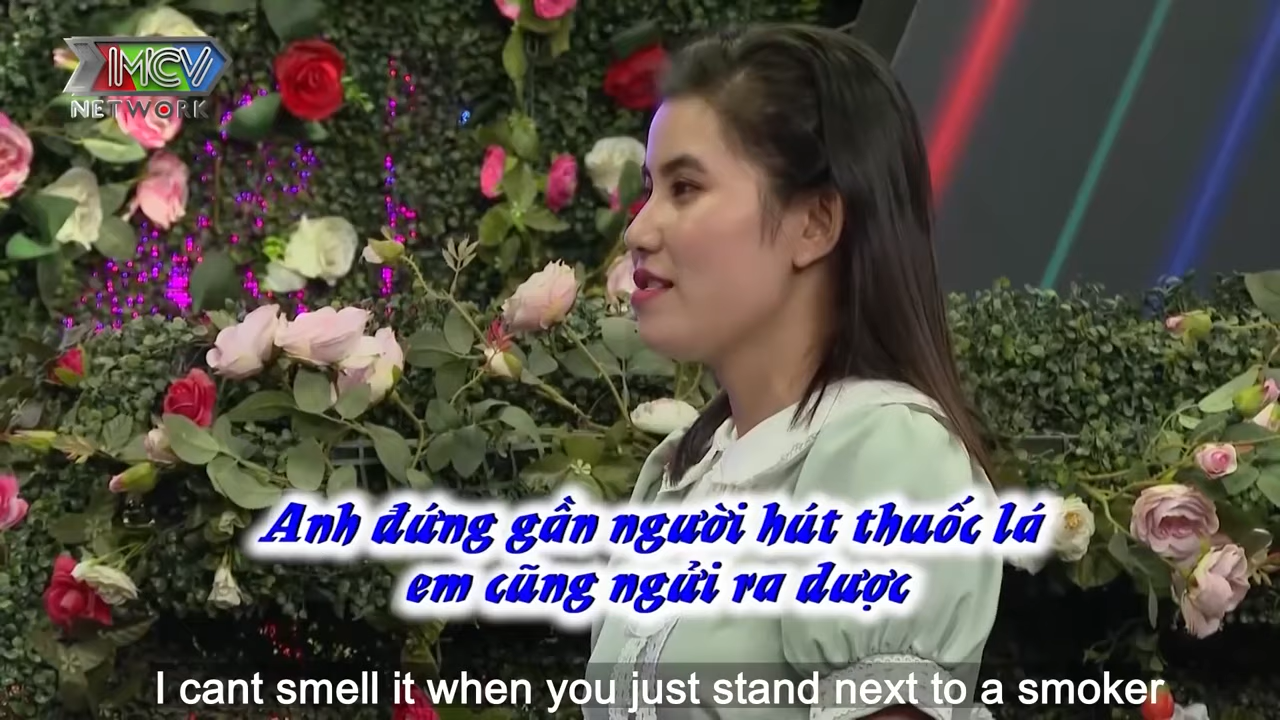 MCV
NETWORK
Anh đứng gần người hút thuốc lá
em cũng ngửi ra dược
I cant smell it when you just stand next to a smoker